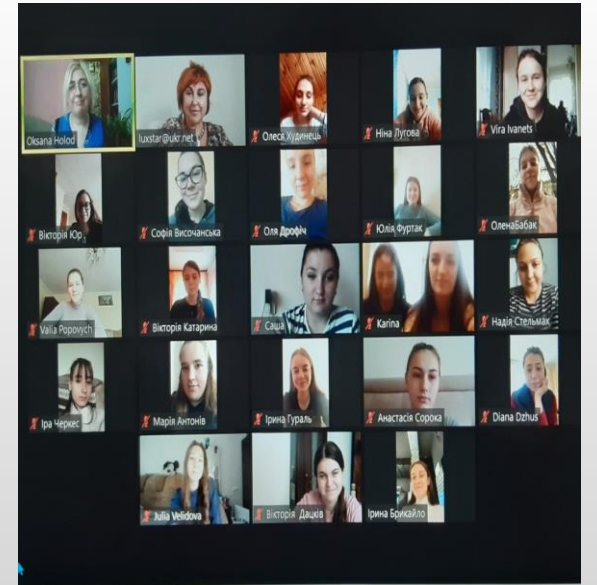 Oksana Holod
luxstar@ukr.net
Олеся Худинець
Ніна Лугова
Vira Ivanets
Вікторія Юр
Софія Височанська
Оля Дрофіч
Юлія Фуртак
ОленаБабак
Valia Popovych
Вікторія Катарина
Саша
Karina
Надія Стельмах
Іра Черкес
Марія Антонів
Ірина Гураль
Анастасія Сорока
Diana Dzhus
Julia Velidova
Вікторія Дацків
Ірина Брикайло